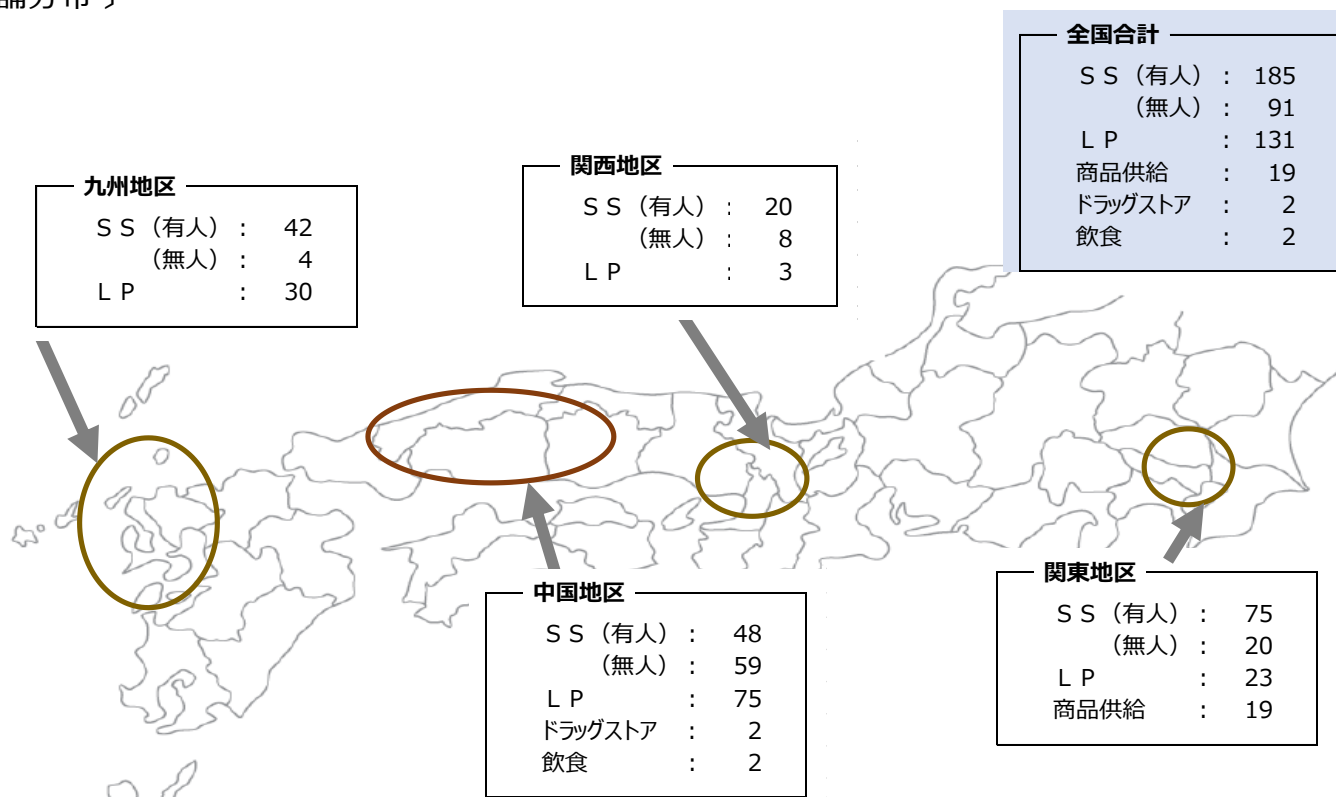 舗分布〕
全国合計
ＳＳ（有人）： 185
（無人）： 91
ＬＰ ： 131
商品供給 ： 19
ドラッグストア ： 2
飲食 ： 2
関西地区
ＳＳ（有人）： 20
（無人）： 8
ＬＰ ： 3
九州地区
ＳＳ（有人）： 42
（無人）： 4
ＬＰ ： 30
中国地区
ＳＳ（有人）： 48
（無人）： 59
ＬＰ ： 75
ドラッグストア ： 2
飲食 ： 2
関東地区
ＳＳ（有人）： 75
（無人）： 20
ＬＰ ： 23
商品供給 ： 19